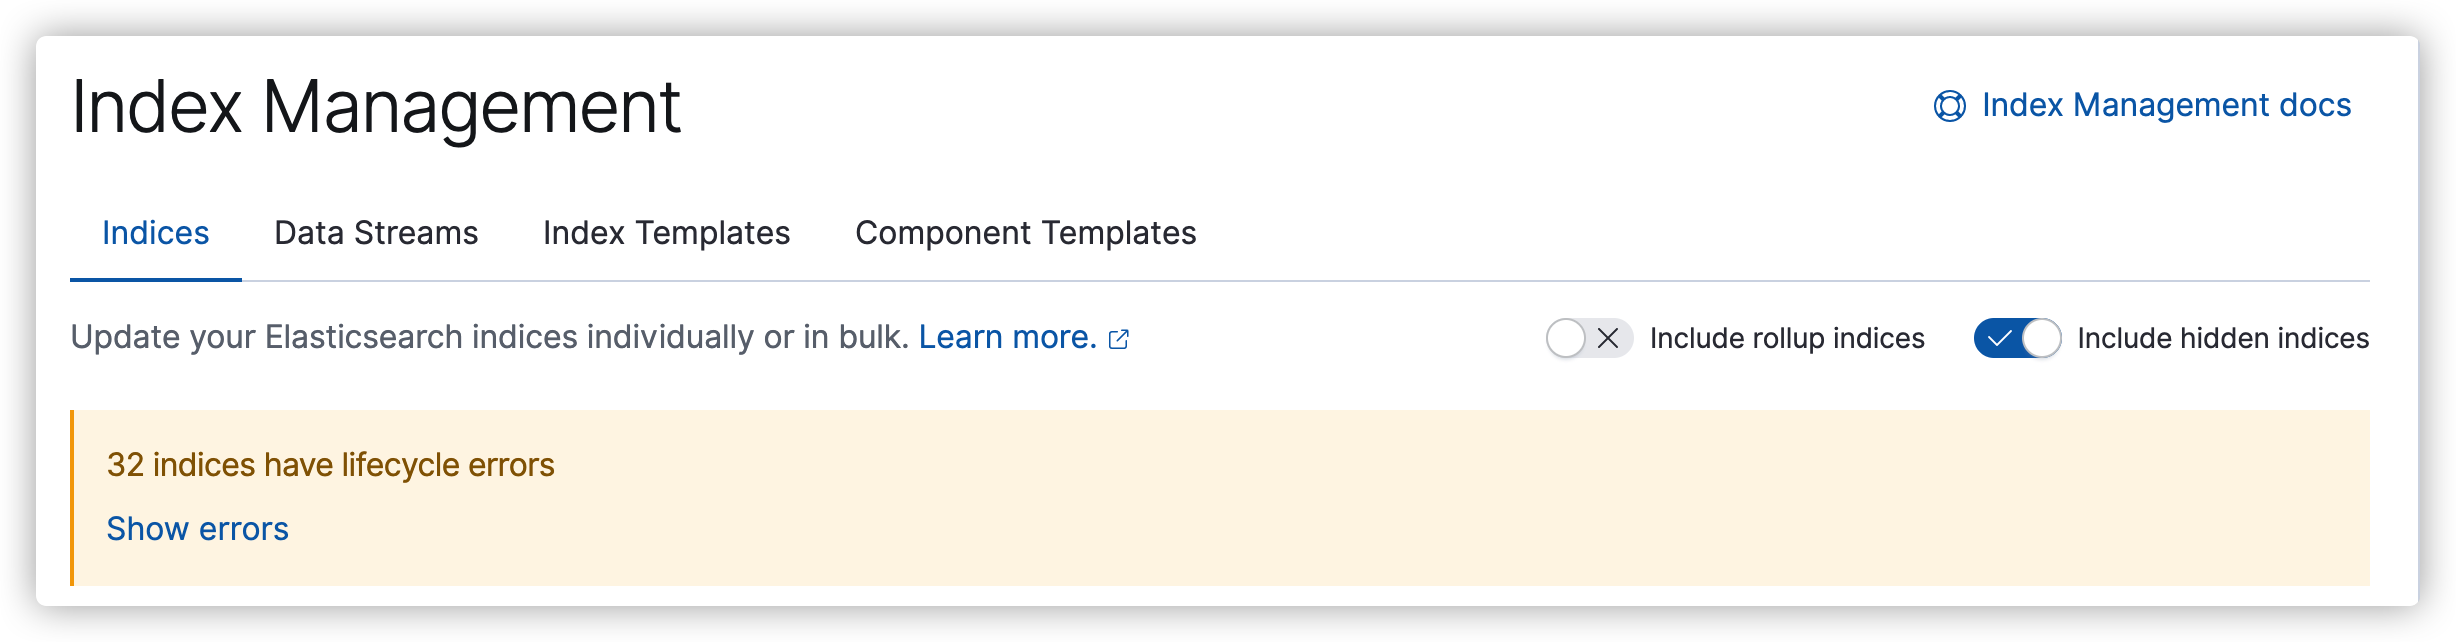 Index Management
Index Management docs
Indices
Data Streams
Index Templates
Component Templates
Update your Elasticsearch indices individually or in bulk. Learn more.
Include rollup indices
Include hidden indices
32 indices have lifecycle errors
Show errors